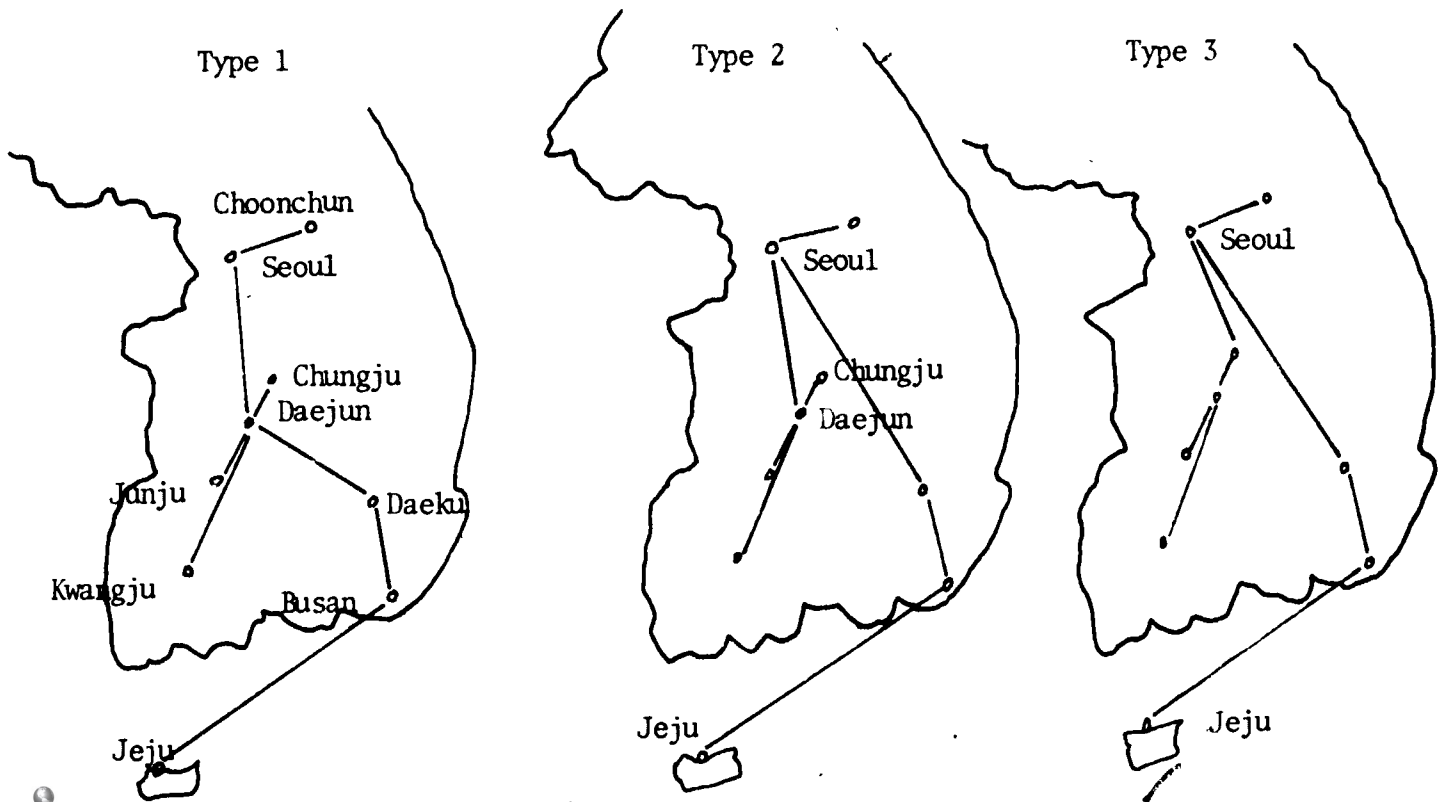 Type 1
Choonchun
Seoul
Chungju
Daejun
Junju
Daeku
Kwangju
Busan
Jeju
Type 2
Seoul
Chungju
Daejun
Jeju
Type 3
Seoul
Jeju